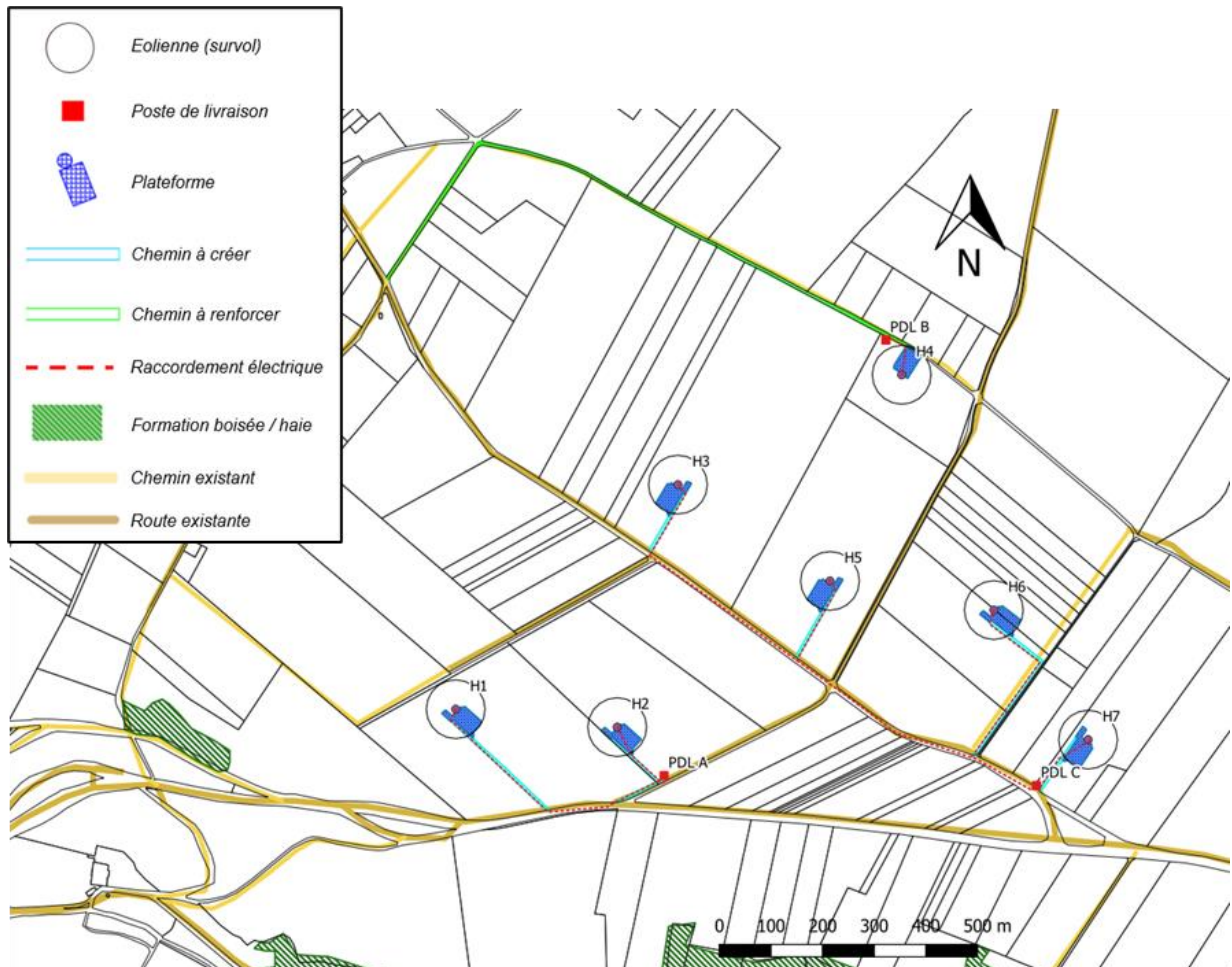 Eolienne (survol)
Poste de livraison
Plateforme
Chemin à créer
Chemin à renforcer
Raccordement électrique
Formation boisée / haie
Chemin existant
Route existante
N
PDL B
H4
H3
H5
H6
H1
H2
H7
PDL A
PDL C
0 100 200 300 400 500 m